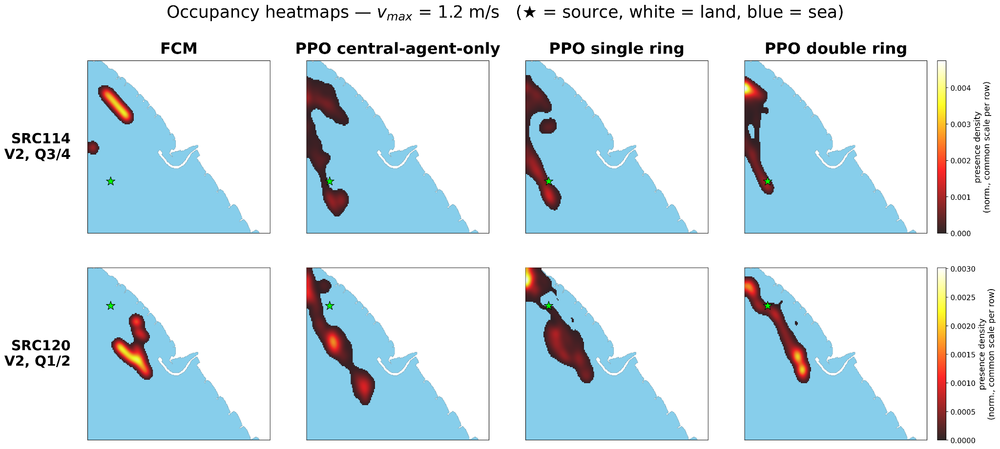 Occupancy heatmaps — v_max = 1.2 m/s (★ = source, white = land, blue = sea)
FCM PPO central-agent-only PPO single ring PPO double ring
SRC114
V2, Q3/4
0.004
0.003
0.002
0.001
0.000
presence density
(norm., common scale per row)
SRC120
V2, Q1/2
0.0030
0.0025
0.0020
0.0015
0.0010
0.0005
0.0000
presence density
(norm., common scale per row)